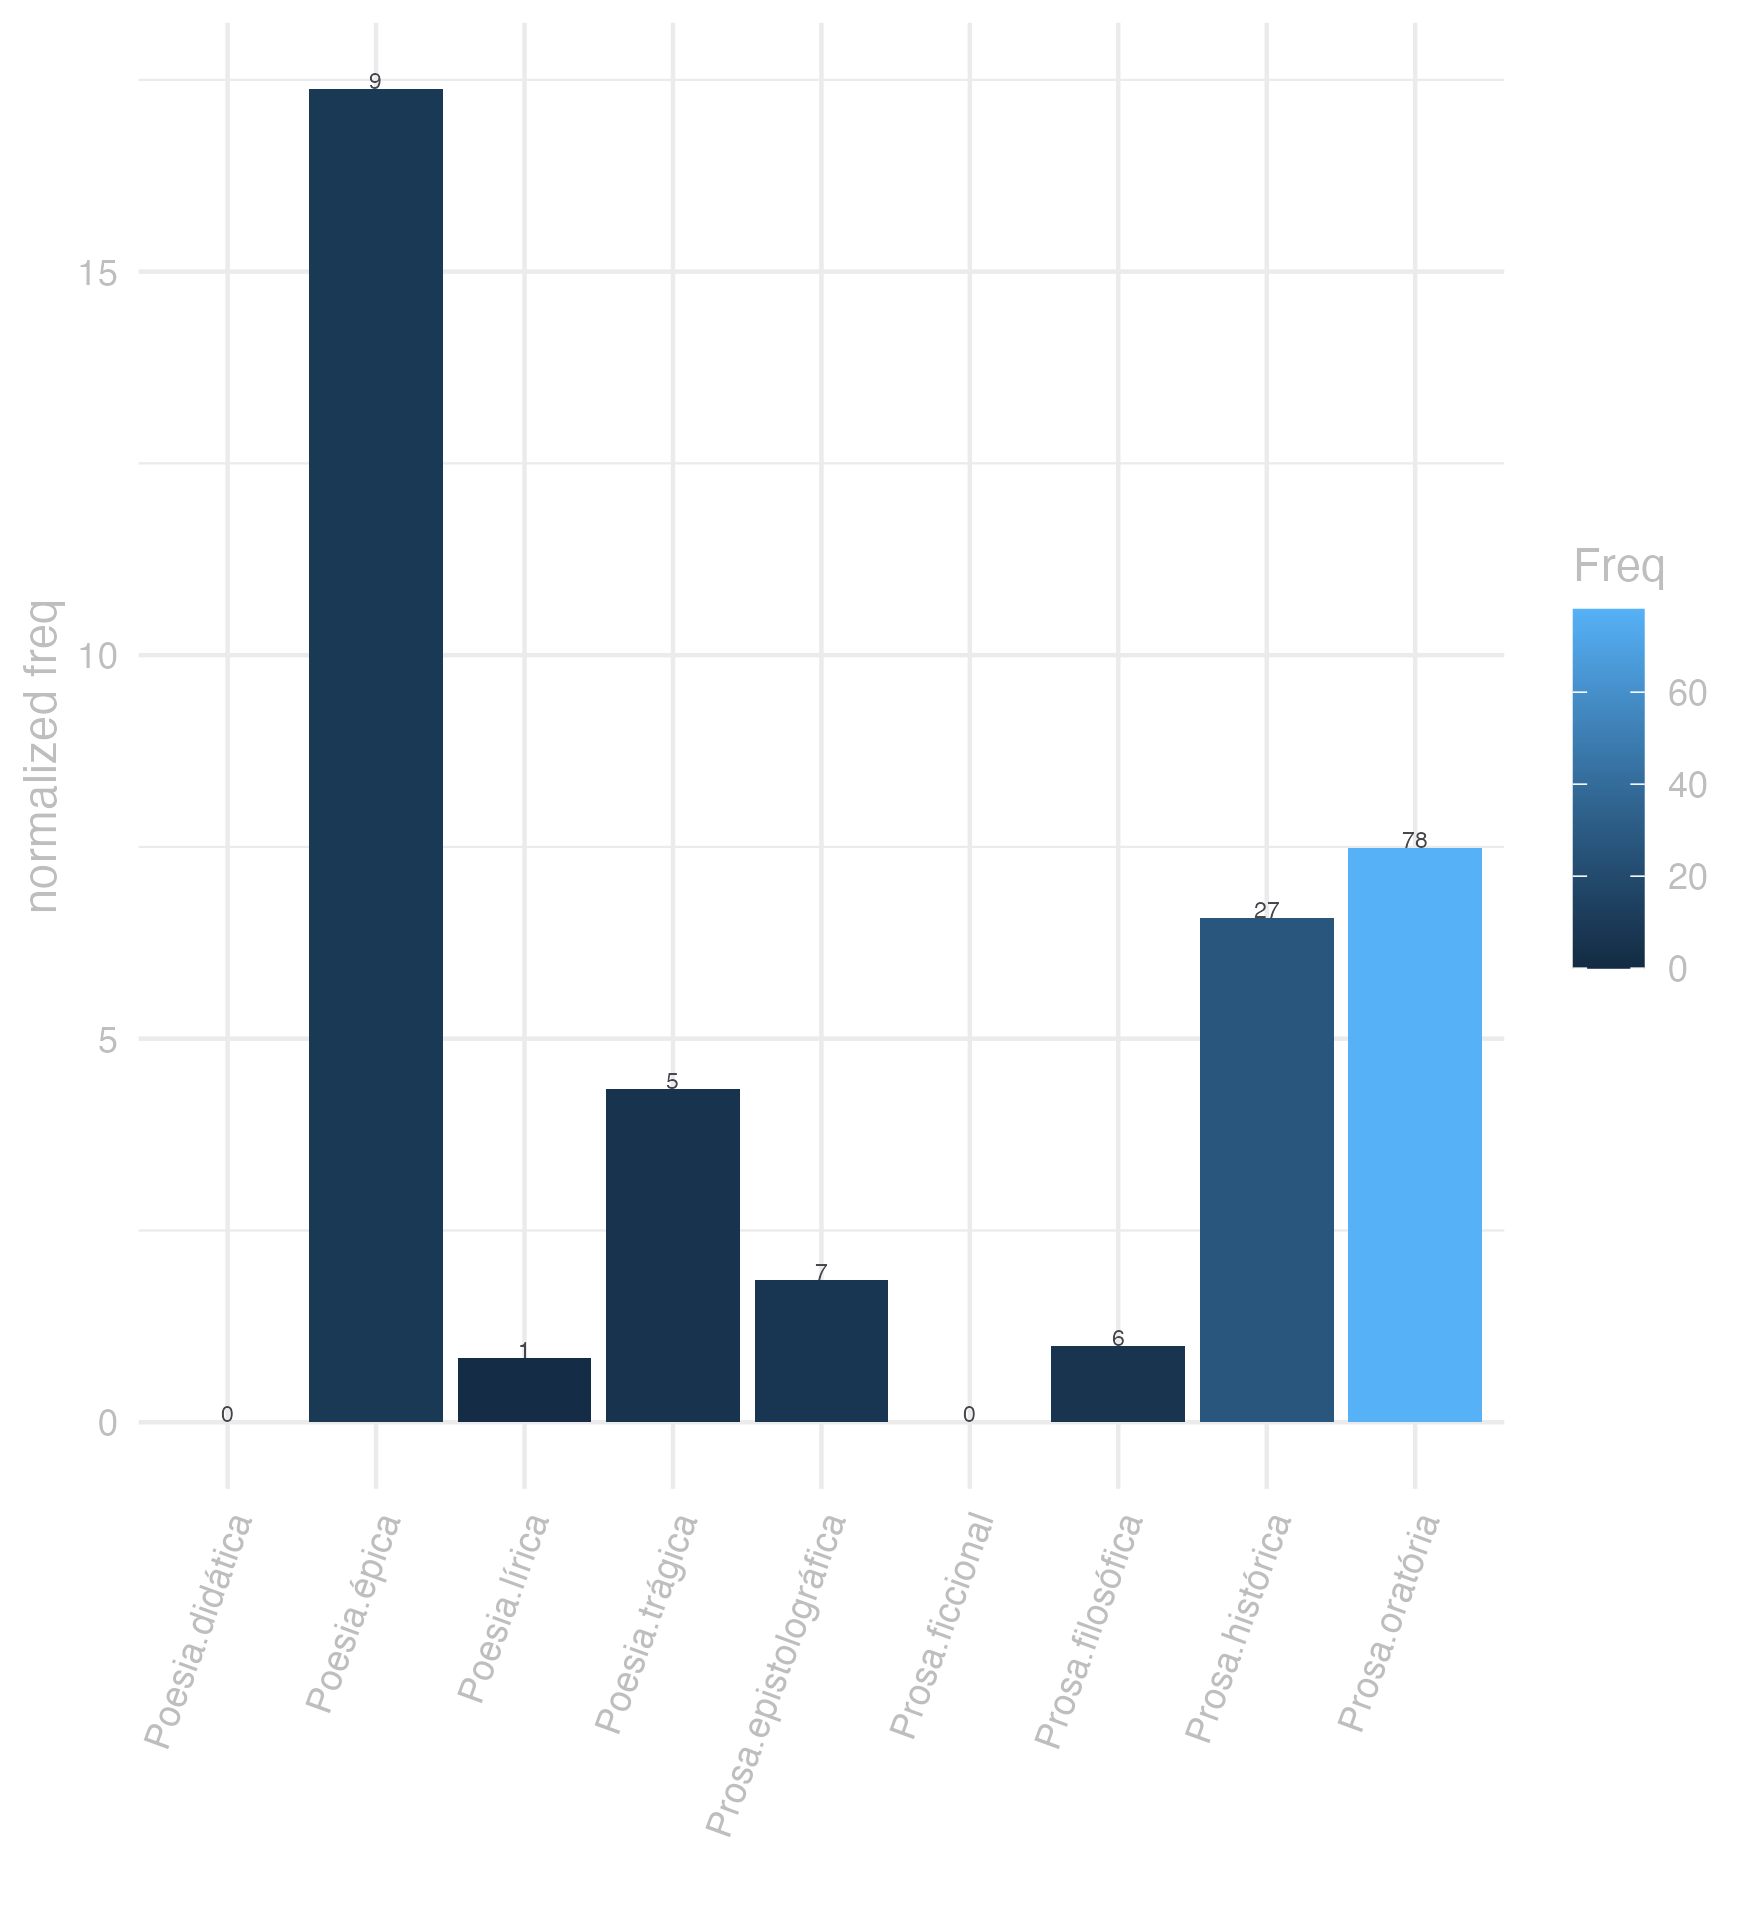 9
15
78
10
27
5
5
7
6
1
0
0
0
normalized freq
Freq
60
40
20
0
Poesia.didática
Poesia.épica
Poesia.lírica
Poesia.trágica
Prosa.epistolográfica
Prosa.ficcional
Prosa.filosófica
Prosa.histórica
Prosa.oratória